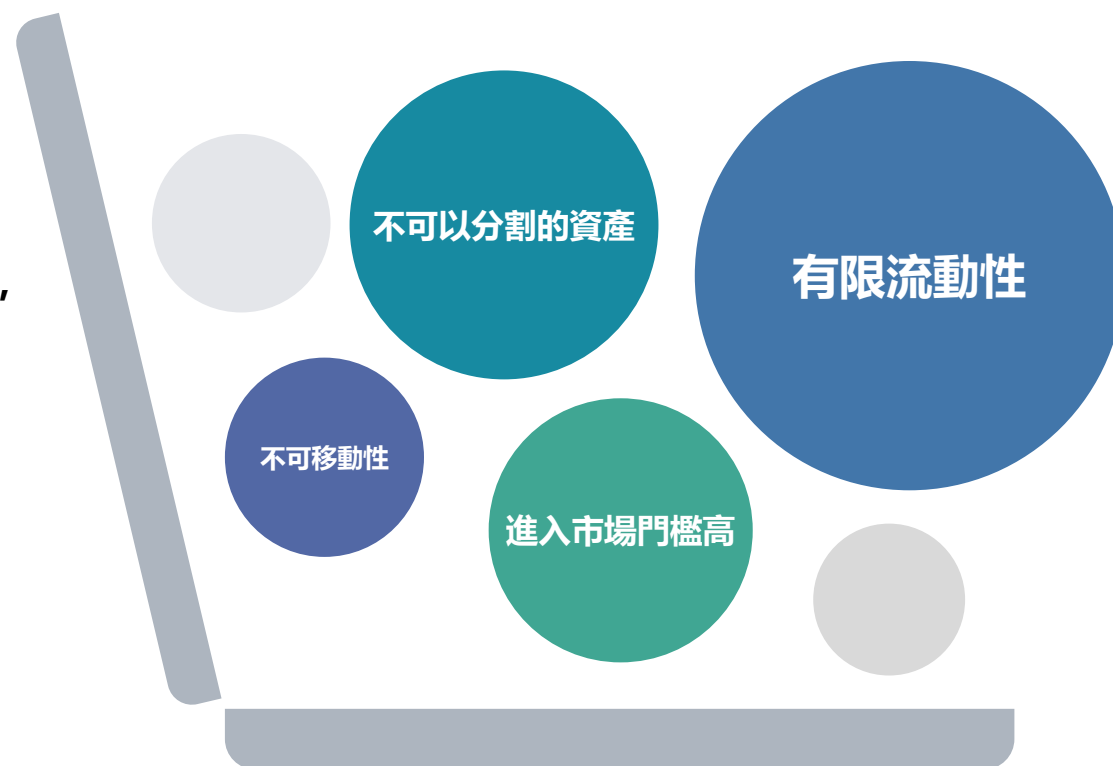 不可以分割的資產
有限流動性
,
不可移動性
進入市場門檻高